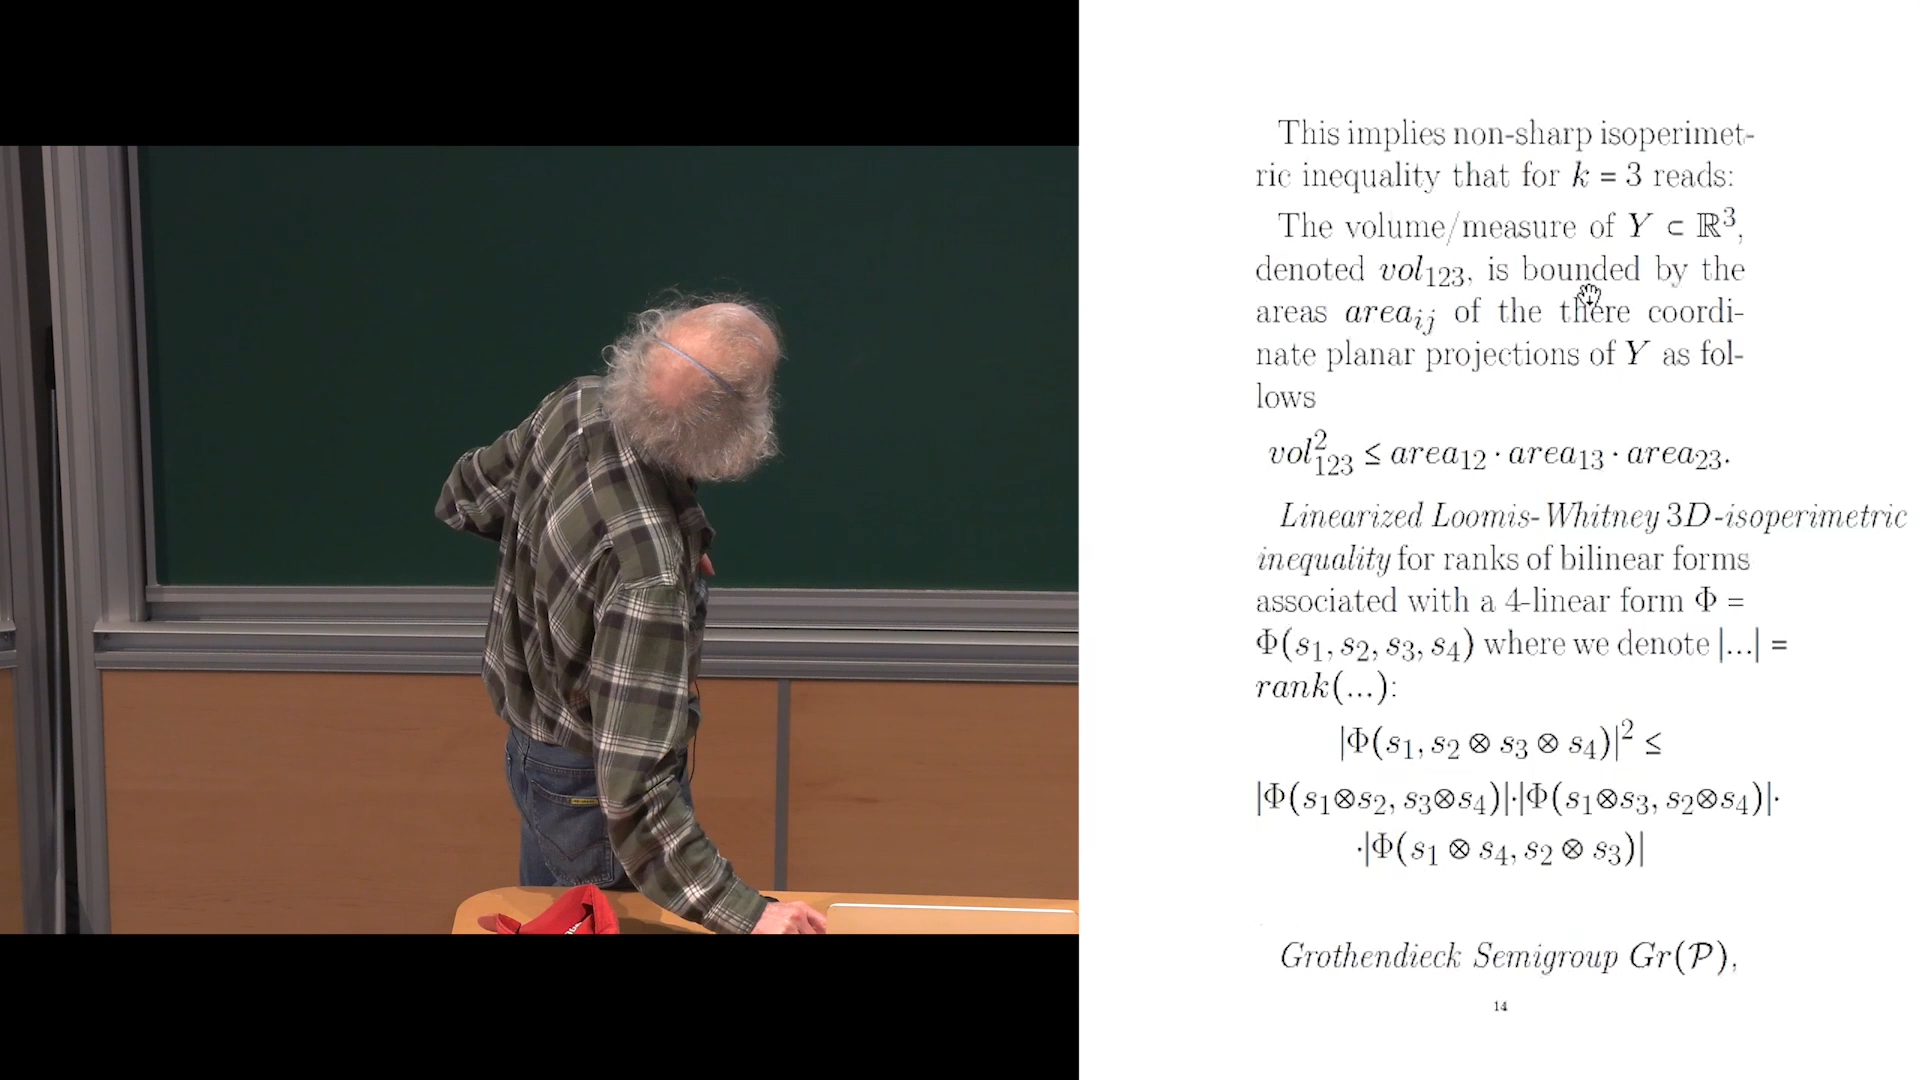 This implies non-sharp isoperimet-
ric inequality that for k = 3 reads:
The volume/measure of Y ⊂ ℝ³,
denoted vol₁₂₃, is bounded by the
areas area_{ij} of the there coordi-
nate planar projections of Y as fol-
lows
vol²₁₂₃ ≤ area₁₂ · area₁₃ · area₂₃.
Linearized Loomis-Whitney 3D-isoperimetric
inequality for ranks of bilinear forms
associated with a 4-linear form Φ =
Φ(s₁, s₂, s₃, s₄) where we denote |...| =
rank(...):
|Φ(s₁, s₂ ⊗ s₃ ⊗ s₄)|² ≤
|Φ(s₁⊗s₂, s₃⊗s₄)|·|Φ(s₁⊗s₃, s₂⊗s₄)|·
·|Φ(s₁ ⊗ s₄, s₂ ⊗ s₃)|
Grothendieck Semigroup Gr(𝒫),
14